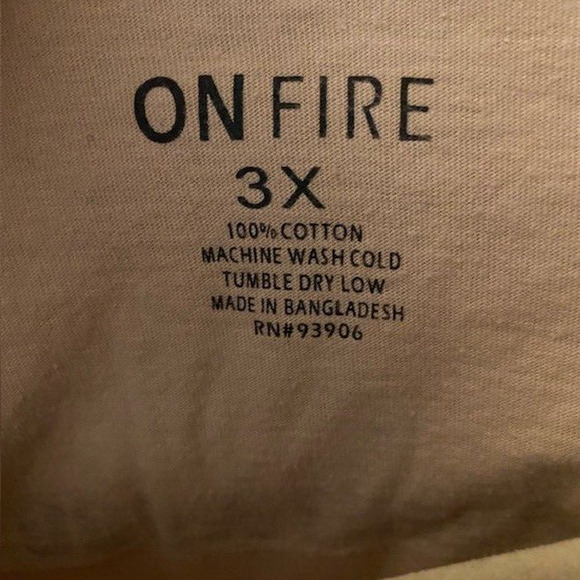 ON FIRE
3X
100% COTTON
MACHINE WASH COLD
TUMBLE DRY LOW
MADE IN BANGLADESH
RN#93906